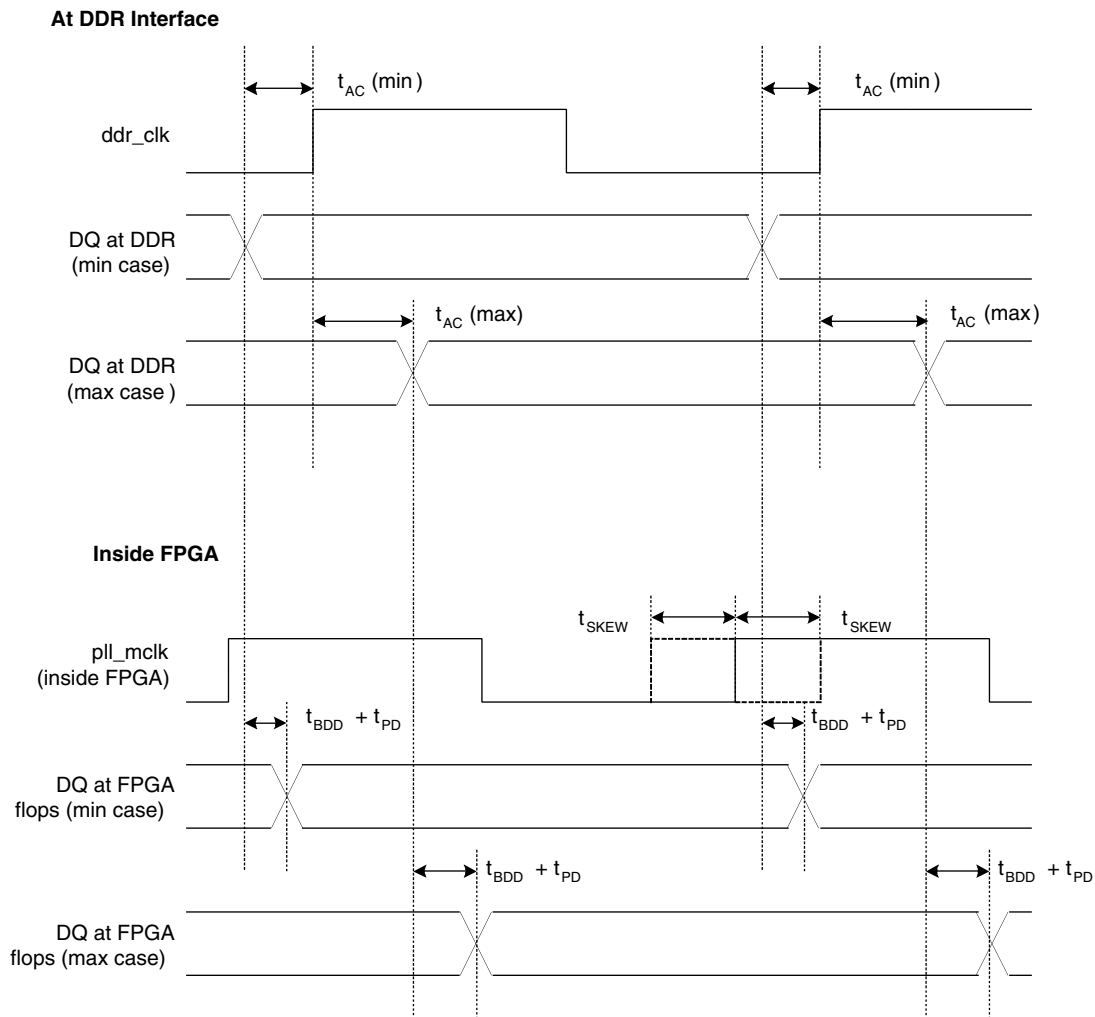 At DDR Interface
t_AC (min)
t_AC (min)
ddr_clk
DQ at DDR
(min case)
t_AC (max)
t_AC (max)
DQ at DDR
(max case )
Inside FPGA
t_SKEW
t_SKEW
pll_mclk
(inside FPGA)
t_BDD + t_PD
t_BDD + t_PD
DQ at FPGA
flops (min case)
t_BDD + t_PD
t_BDD + t_PD
DQ at FPGA
flops (max case)